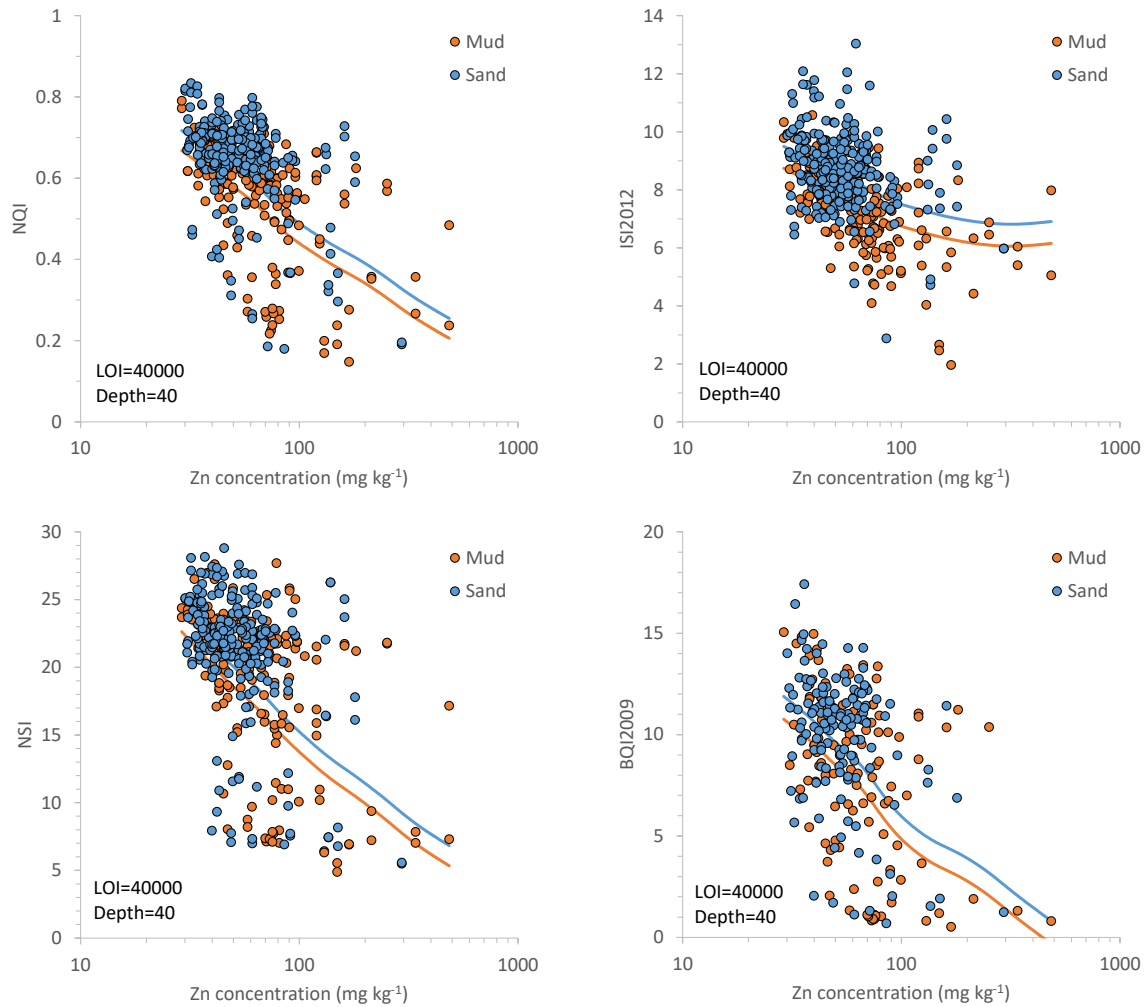 1
0.8
0.6
0.4
0.2
0
NQI
Mud
Sand
LOI=40000
Depth=40
10 100 1000
Zn concentration (mg kg-1)
14
12
10
8
6
4
2
0
ISI2012
Mud
Sand
LOI=40000
Depth=40
10 100 1000
Zn concentration (mg kg-1)
30
25
20
15
10
5
0
NSI
Mud
Sand
LOI=40000
Depth=40
10 100 1000
Zn concentration (mg kg-1)
20
15
10
5
0
BQI2009
Mud
Sand
LOI=40000
Depth=40
10 100 1000
Zn concentration (mg kg-1)